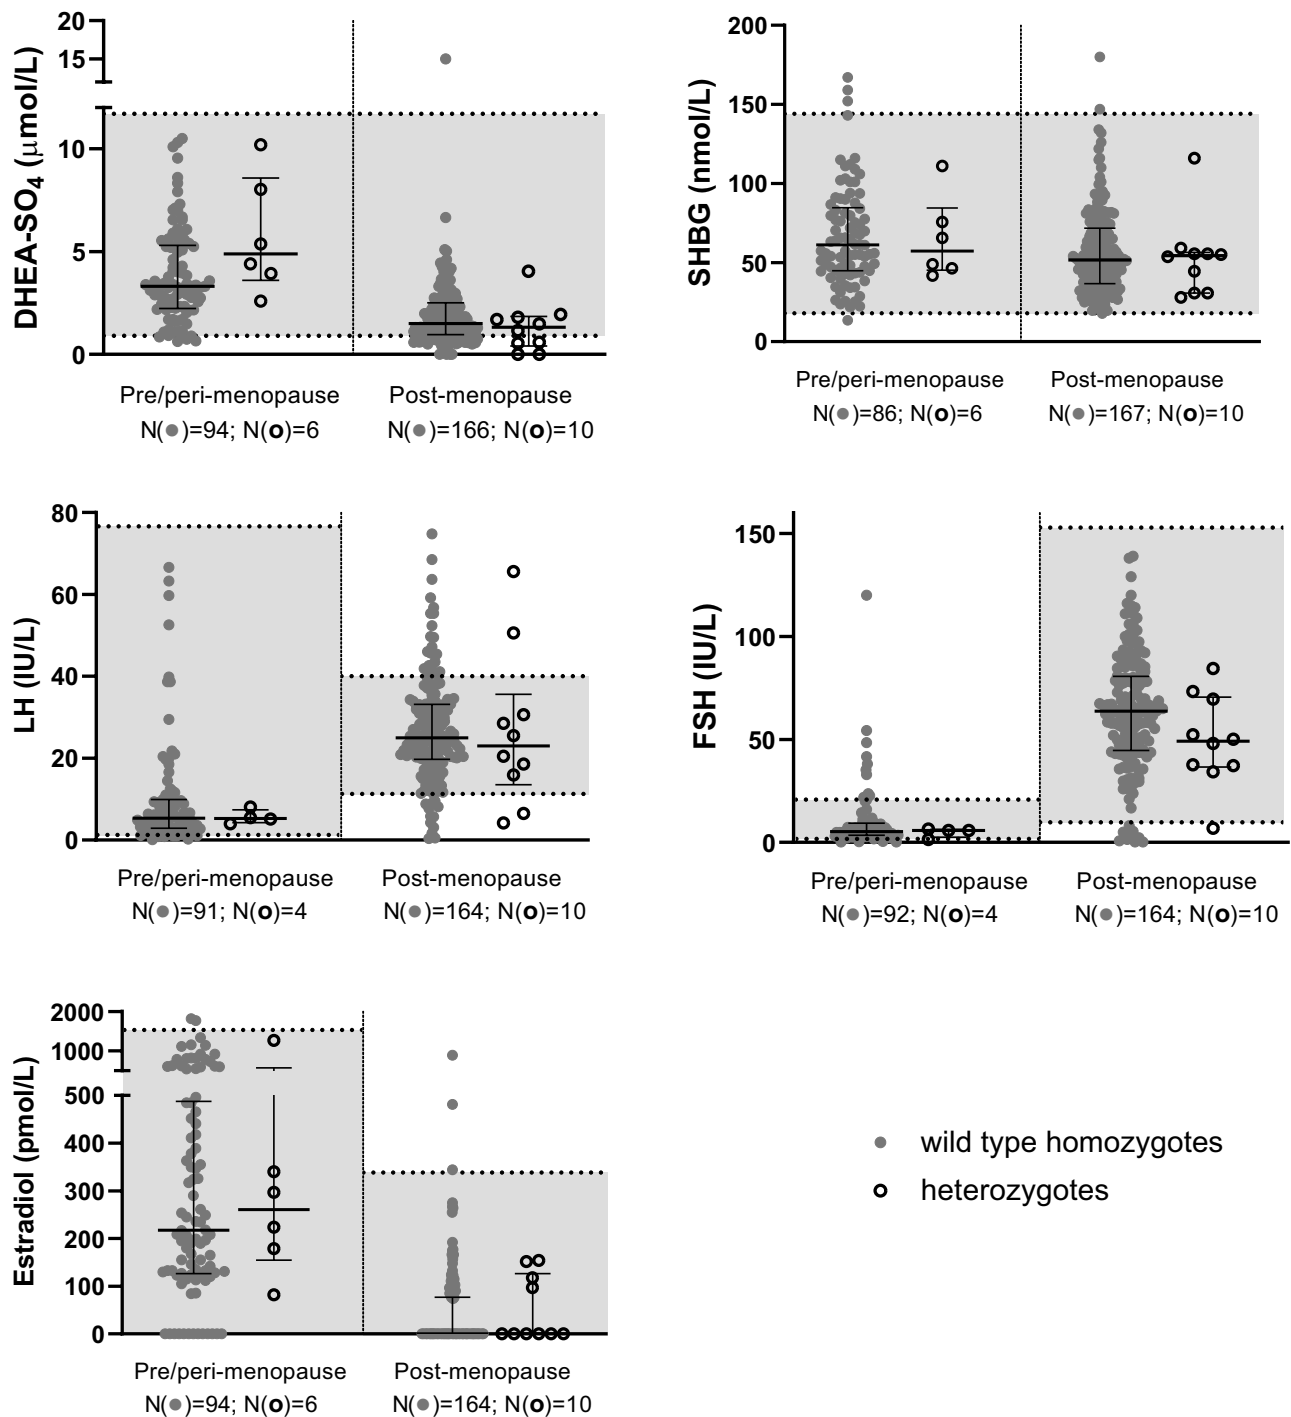 DHEA-SO4 (µmol/L)
20
15
10
5
0
Pre/peri-menopause
Post-menopause
N(●)=94; N(o)=6
N(●)=166; N(o)=10
SHBG (nmol/L)
200
150
100
50
0
Pre/peri-menopause
Post-menopause
N(●)=86; N(o)=6
N(●)=167; N(o)=10
LH (IU/L)
80
60
40
20
0
Pre/peri-menopause
Post-menopause
N(●)=91; N(o)=4
N(●)=164; N(o)=10
FSH (IU/L)
150
100
50
0
Pre/peri-menopause
Post-menopause
N(●)=92; N(o)=4
N(●)=164; N(o)=10
Estradiol (pmol/L)
2000
1000
500
400
300
200
100
0
Pre/peri-menopause
Post-menopause
N(●)=94; N(o)=6
N(●)=164; N(o)=10
wild type homozygotes
heterozygotes